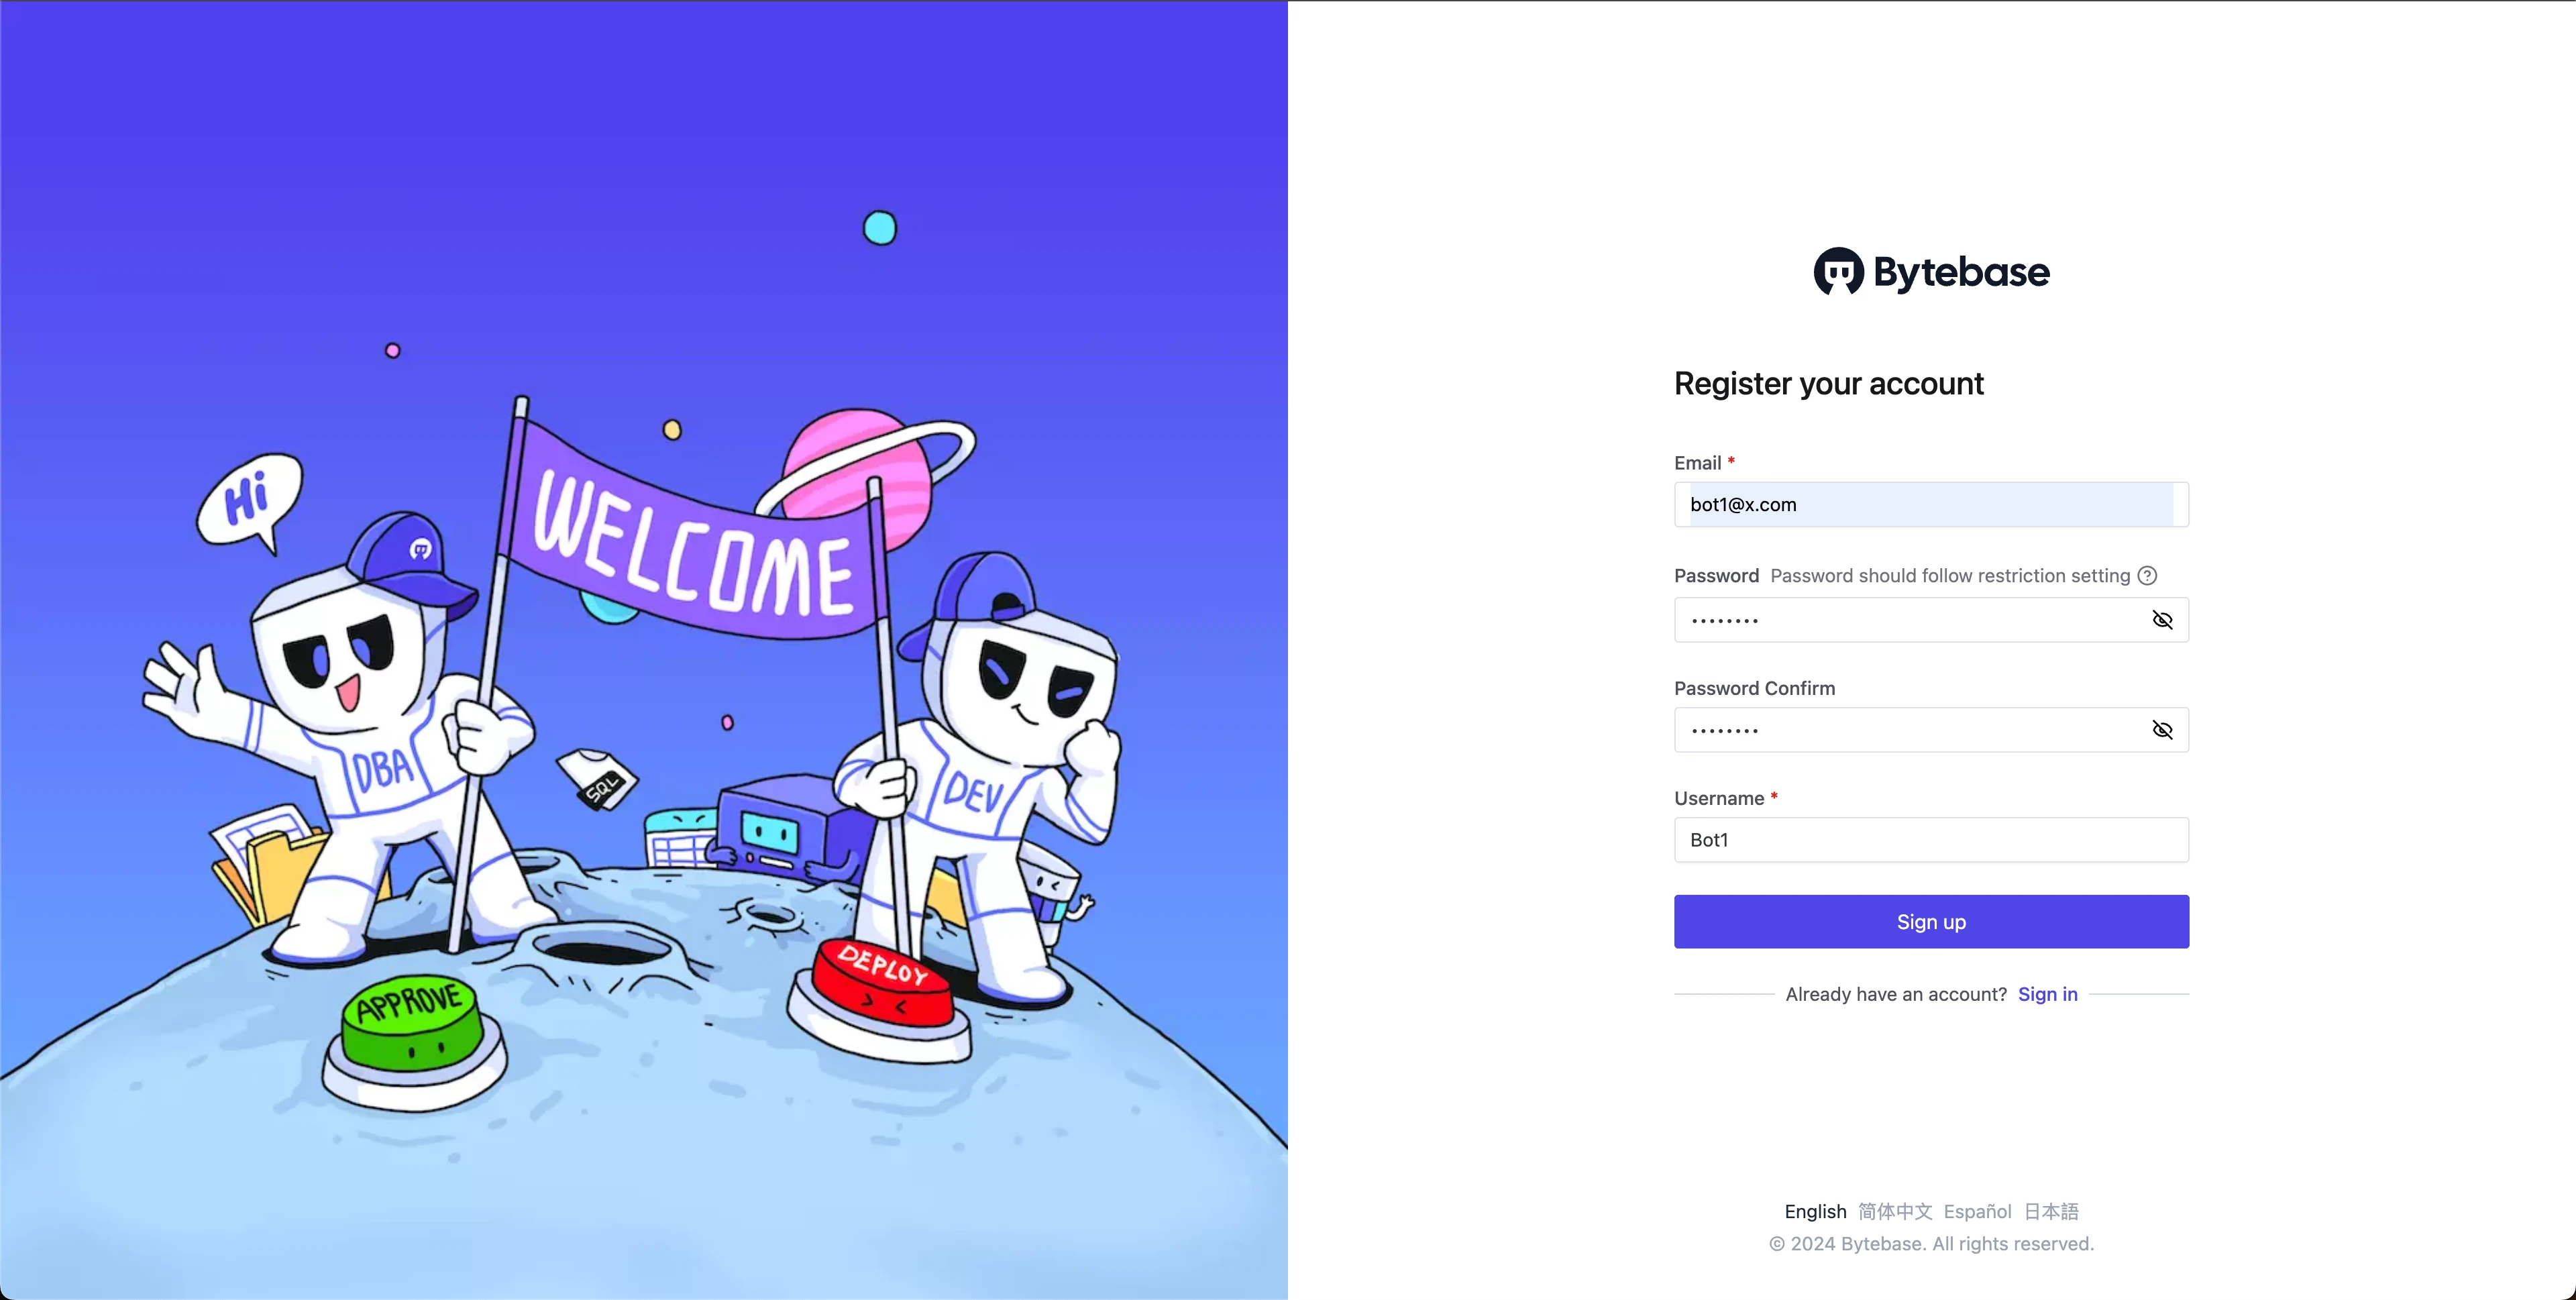 Hi
WELCOME
DBA
SQL
DEV
APPROVE
DEPLOY
Bytebase
Register your account
Email *
bot1@x.com
Password Password should follow restriction setting
••••••••
Password Confirm
••••••••
Username *
Bot1
Sign up
Already have an account? Sign in
English 简体中文 Español 日本語
© 2024 Bytebase. All rights reserved.